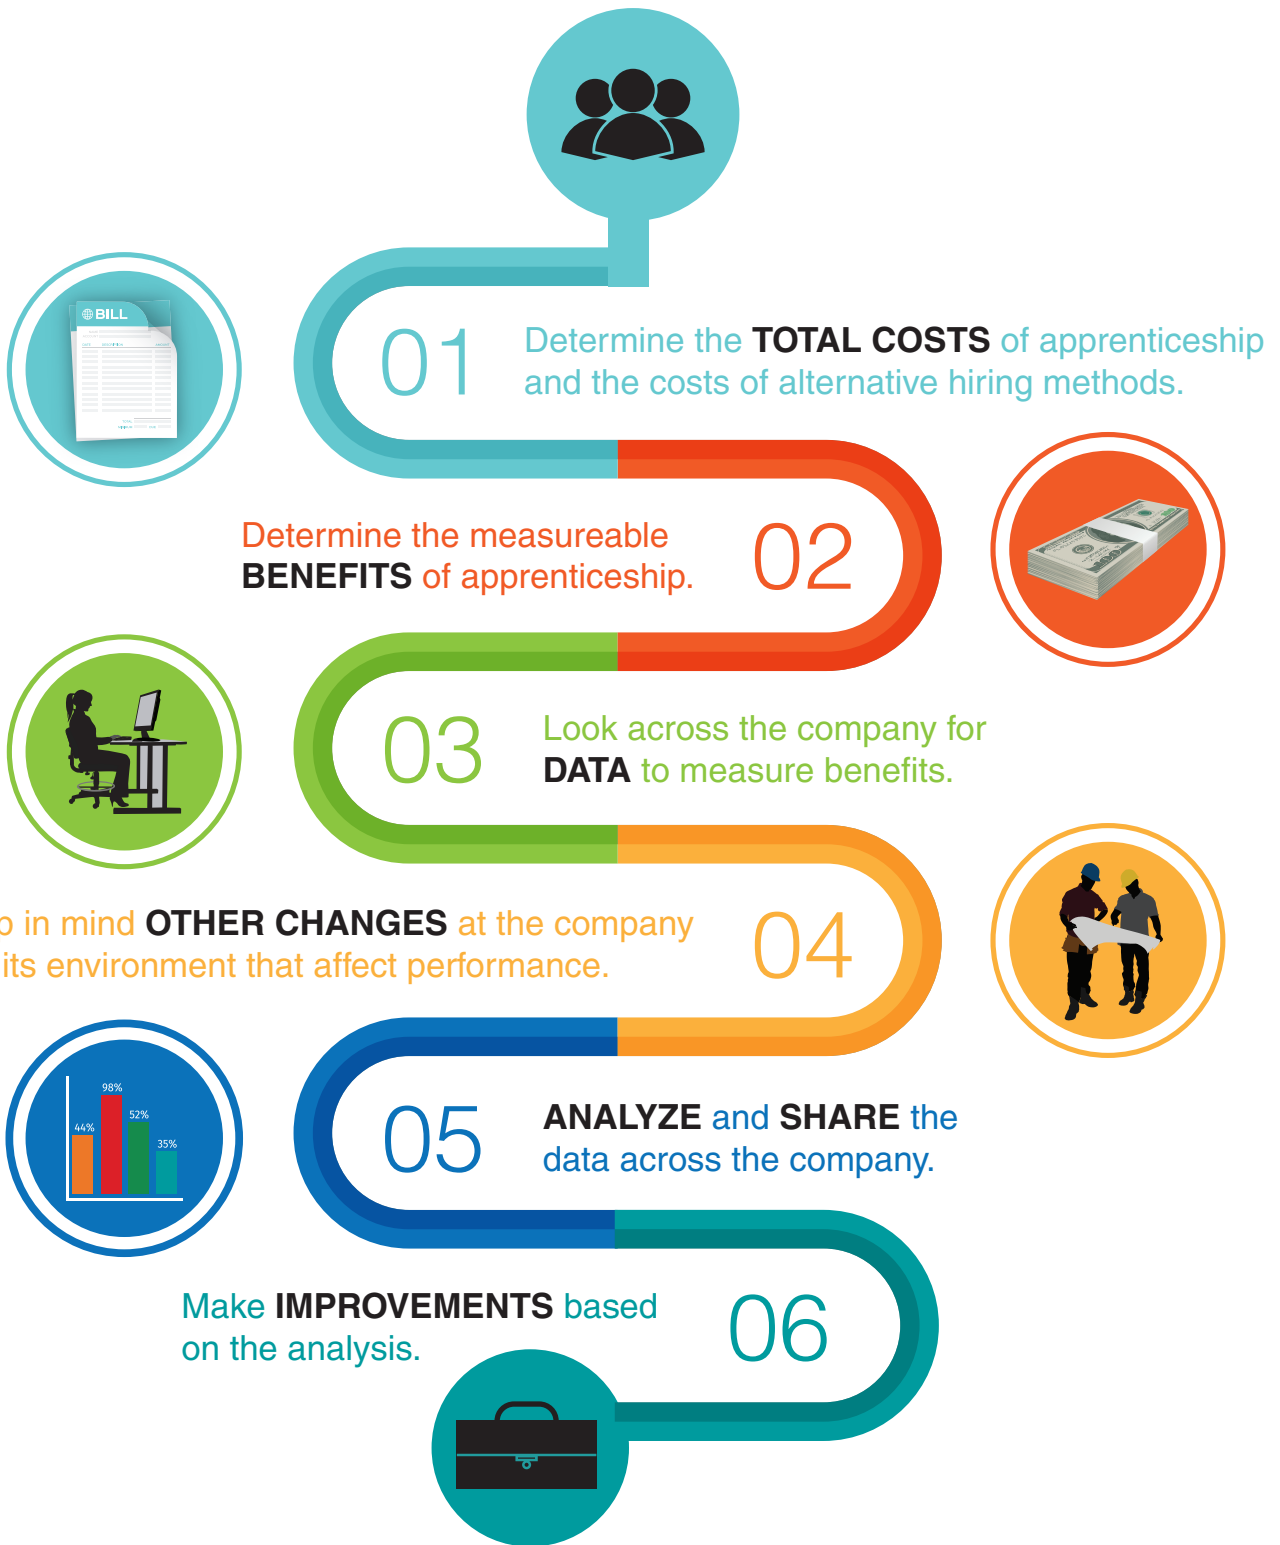 BILL
01
Determine the TOTAL COSTS of apprenticeship
and the costs of alternative hiring methods.
Determine the measureable
BENEFITS of apprenticeship.
02
03
Look across the company for
DATA to measure benefits.
in mind OTHER CHANGES at the company
its environment that affect performance.
04
98%
52%
44%
35%
05
ANALYZE and SHARE the
data across the company.
Make IMPROVEMENTS based
on the analysis.
06